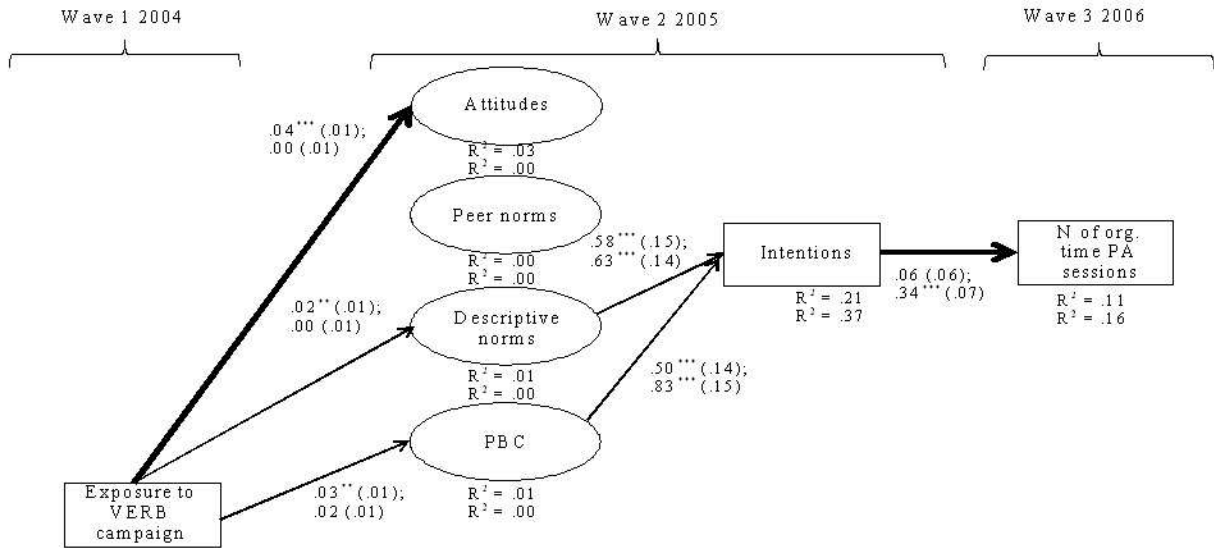 Wave 1 2004
Wave 2 2005
Wave 3 2006
Attitudes
.04*** (.01);
.00 (.01)
R² = .03
R² = .00
Peer norms
R² = .00
R² = .00
.58*** (.15);
.63*** (.14)
Intentions
R² = .21
R² = .37
.06 (.06);
.34*** (.07)
N of org.
time PA
sessions
R² = .11
R² = .16
.02** (.01);
.00 (.01)
Descriptive
norms
R² = .01
R² = .00
.50*** (.14);
.83*** (.15)
PBC
R² = .01
R² = .00
Exposure to
VERB
campaign
.03** (.01);
.02 (.01)